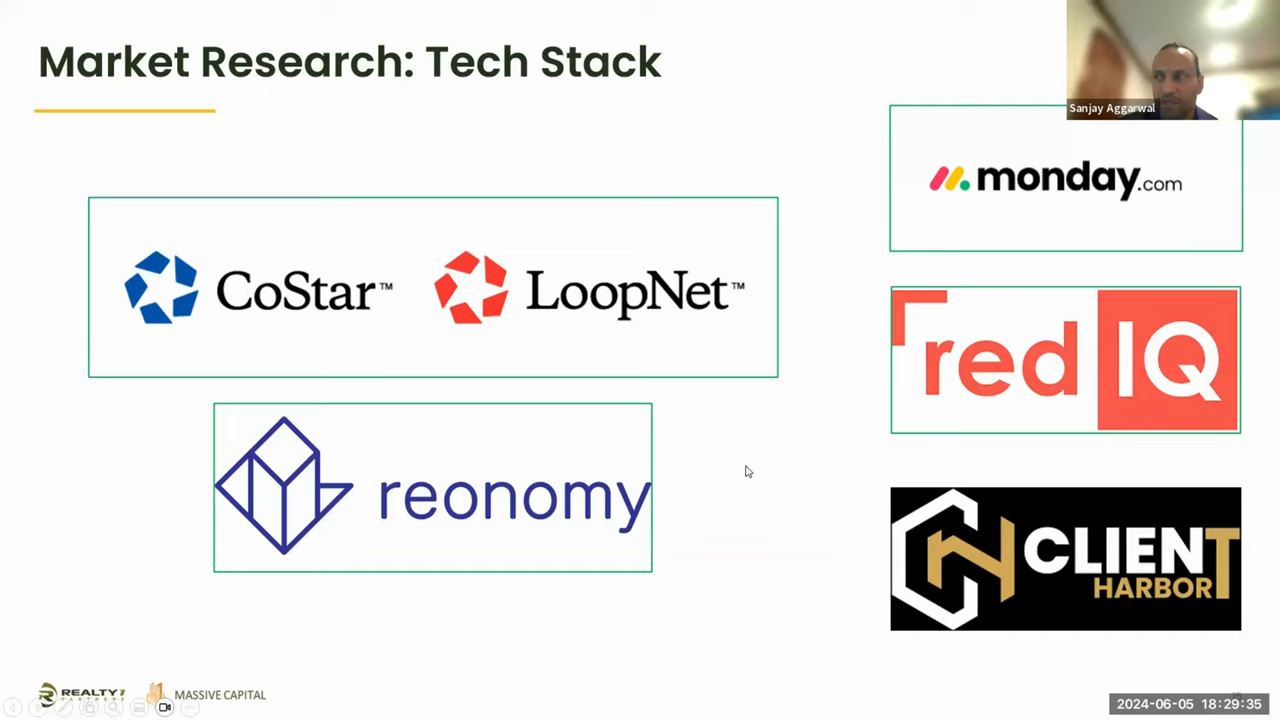 Market Research: Tech Stack
Sanjay Aggarwal
monday.com
CoStar™ LoopNet™
red IQ
reonomy
CLIENT
HARBOR
REALTY
MASSIVE CAPITAL
2024-06-05 18:29:35